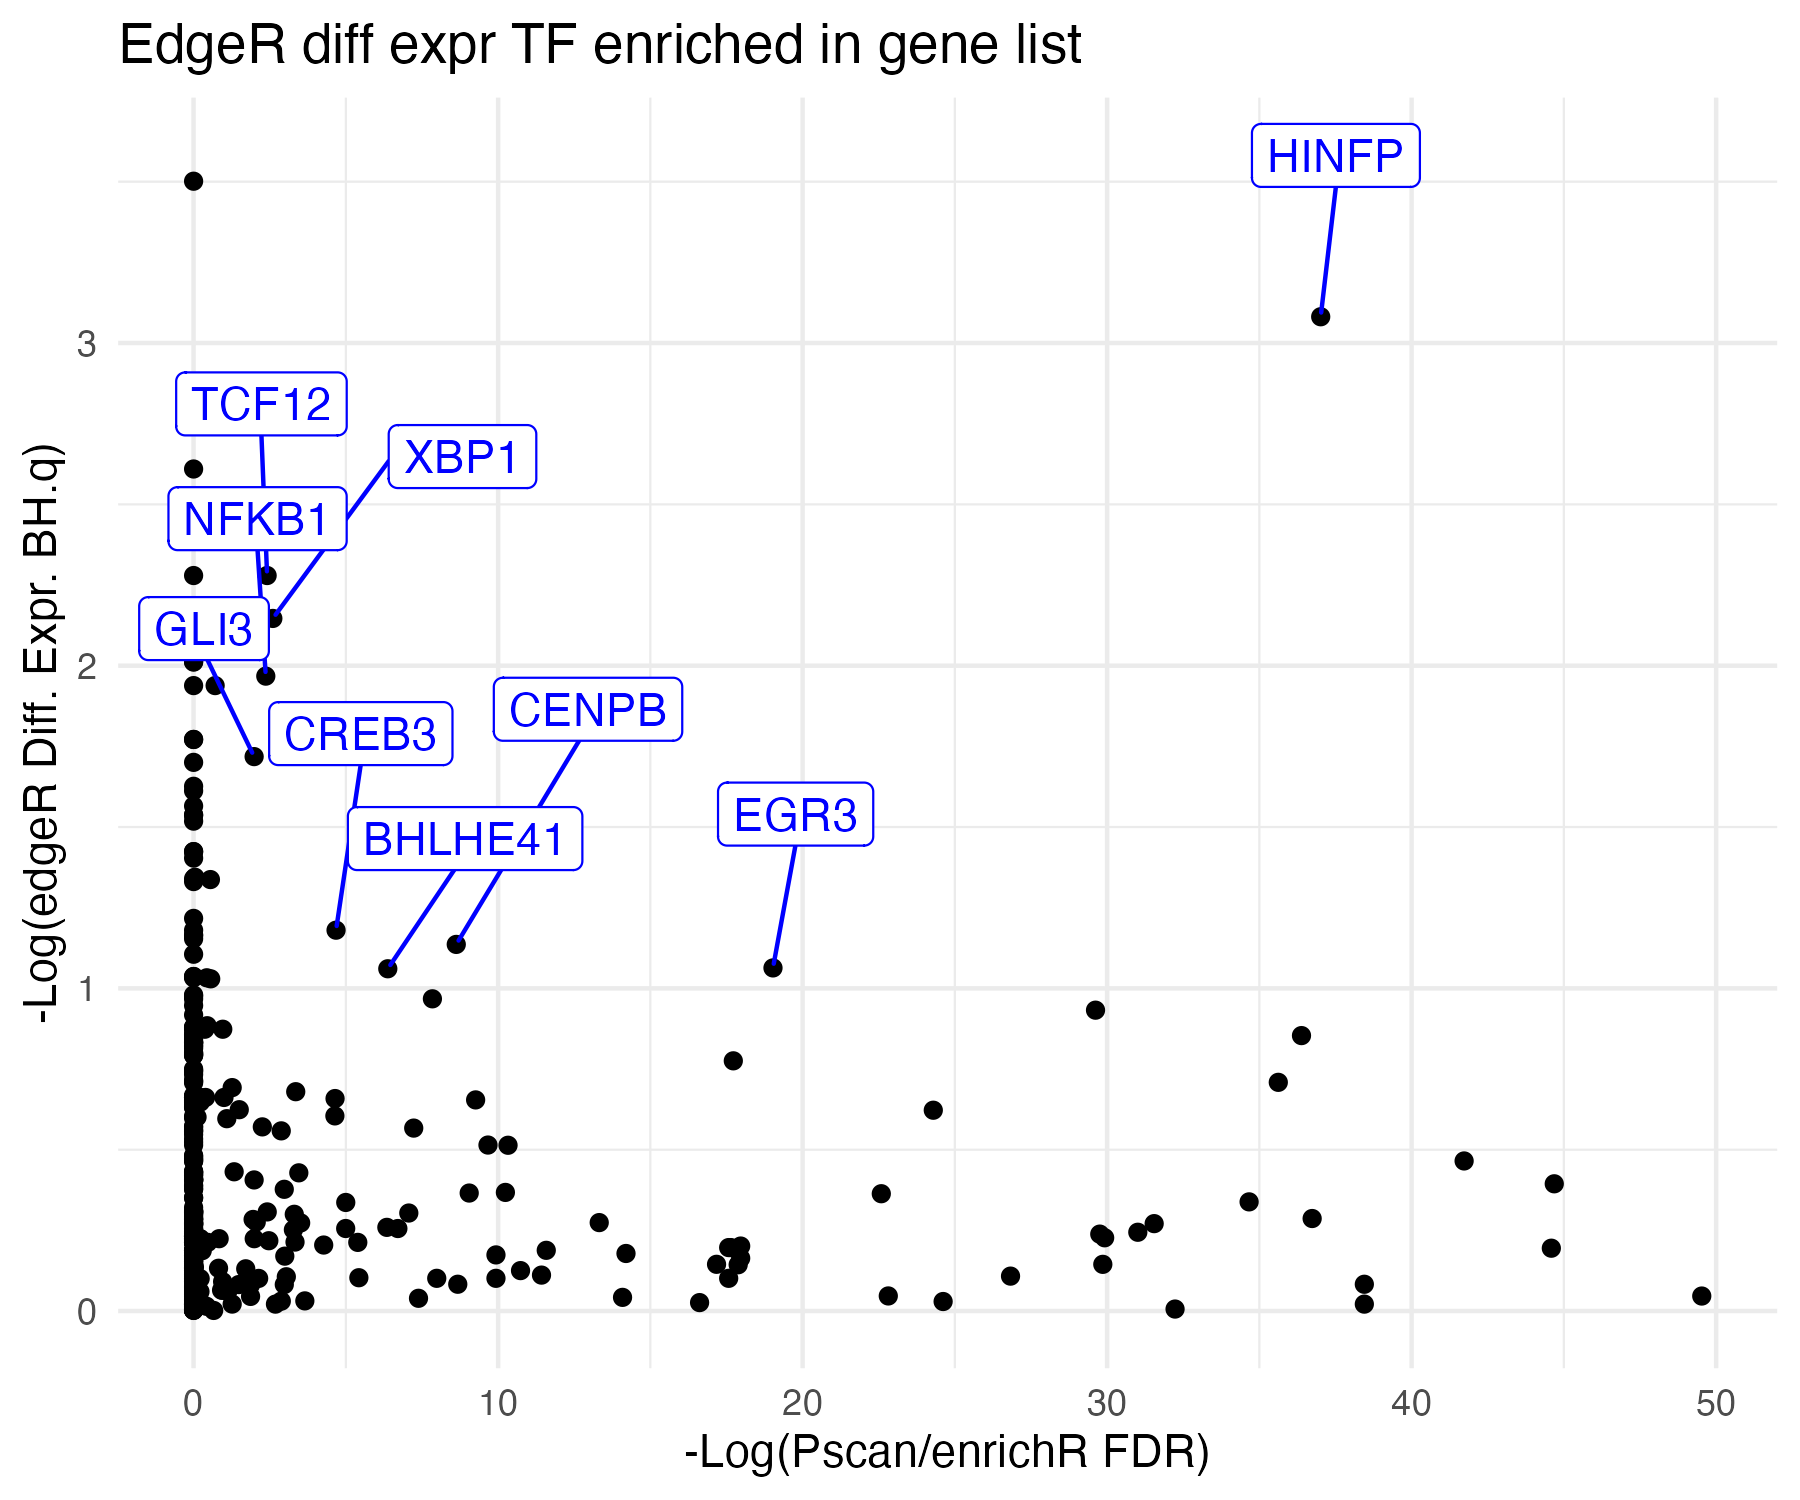 EdgeR diff expr TF enriched in gene list
HINFP
TCF12
XBP1
NFKB1
GLI3
CREB3
CENPB
BHLHE41
EGR3
-Log(edgeR Diff. Expr. BH.q)
3
2
1
0
0 10 20 30 40 50
-Log(Pscan/enrichR FDR)